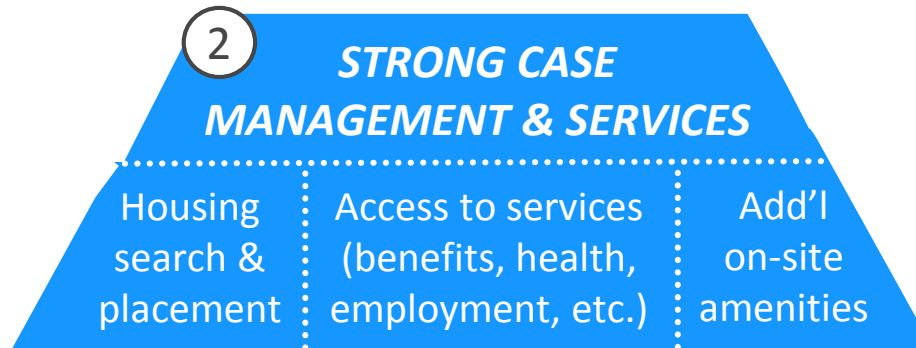 2
STRONG CASE
MANAGEMENT & SERVICES
Housing
search &
placement
Access to services
(benefits, health,
employment, etc.)
Add'l
on-site
amenities